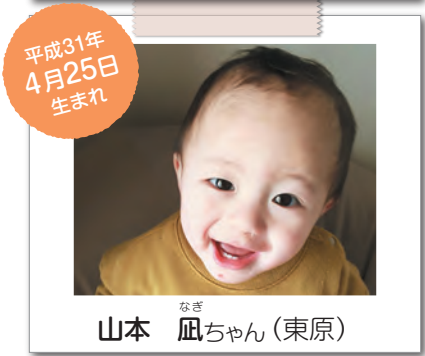 平成31年
4月25日
生まれ
なぎ
山本 凪ちゃん(東原)